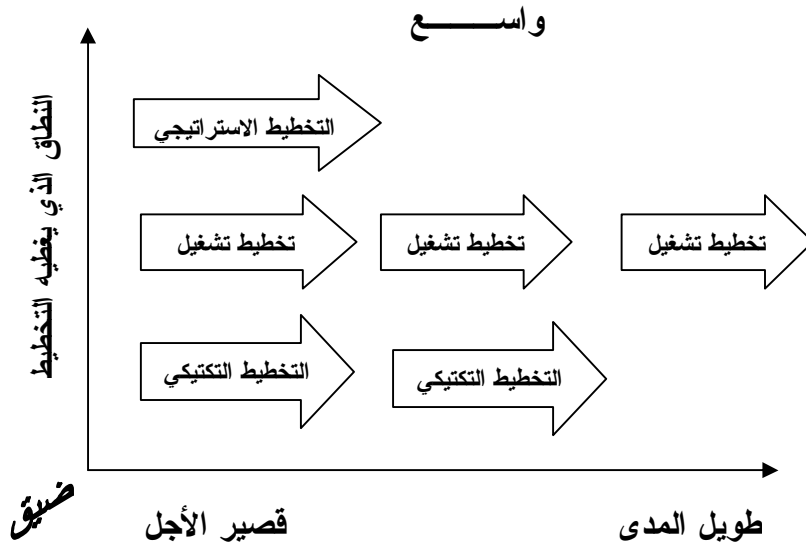 واســـــــع
النطاق الذي يغطيه التخطيط
التخطيط الاستراتيجي
تخطيط تشغيل
تخطيط تشغيل
تخطيط تشغيل
التخطيط التكتيكي
التخطيط التكتيكي
ضيق
قصير الأجل
طويل المدى